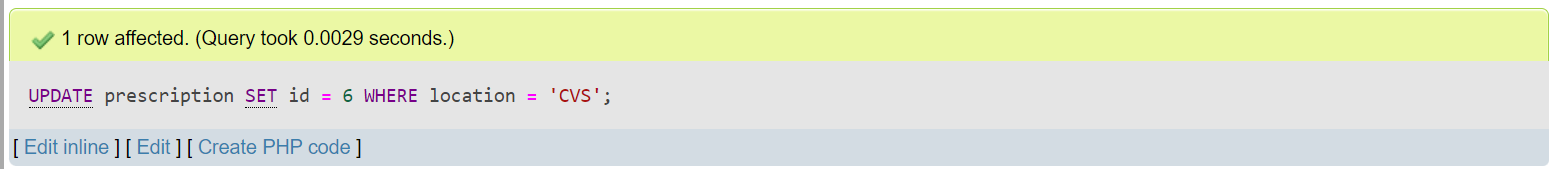 1 row affected. (Query took 0.0029 seconds.)
UPDATE prescription SET id = 6 WHERE location = 'CVS';
[ Edit inline ] [ Edit ] [ Create PHP code ]